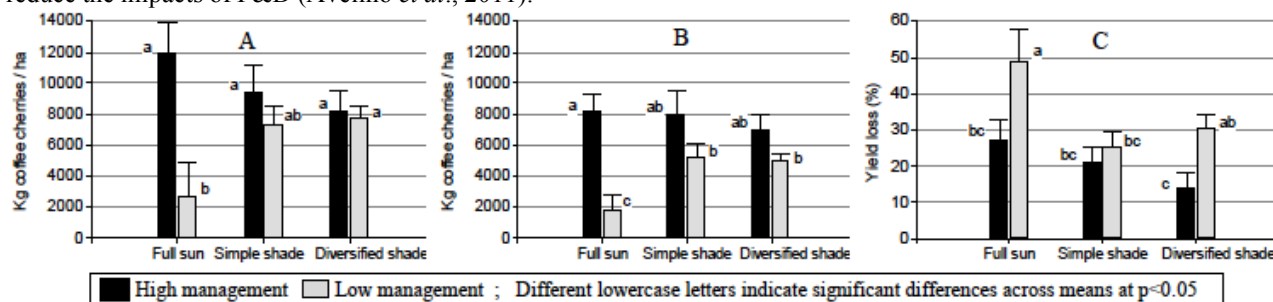 reduce the impacts of P&D (Avelino et al., 2011).
A
Kg coffee cherries / ha
14000
12000
10000
8000
6000
4000
2000
0
a
b
a
ab
a
a
Full sun Simple shade Diversified shade
B
Kg coffee cherries / ha
14000
12000
10000
8000
6000
4000
2000
0
a
c
ab
b
ab
b
Full sun Simple shade Diversified shade
C
Yield loss (%)
60
50
40
30
20
10
0
bc
a
bc
bc
c
ab
Full sun Simple shade Diversified shade
High management Low management ; Different lowercase letters indicate significant differences across means at p<0.05